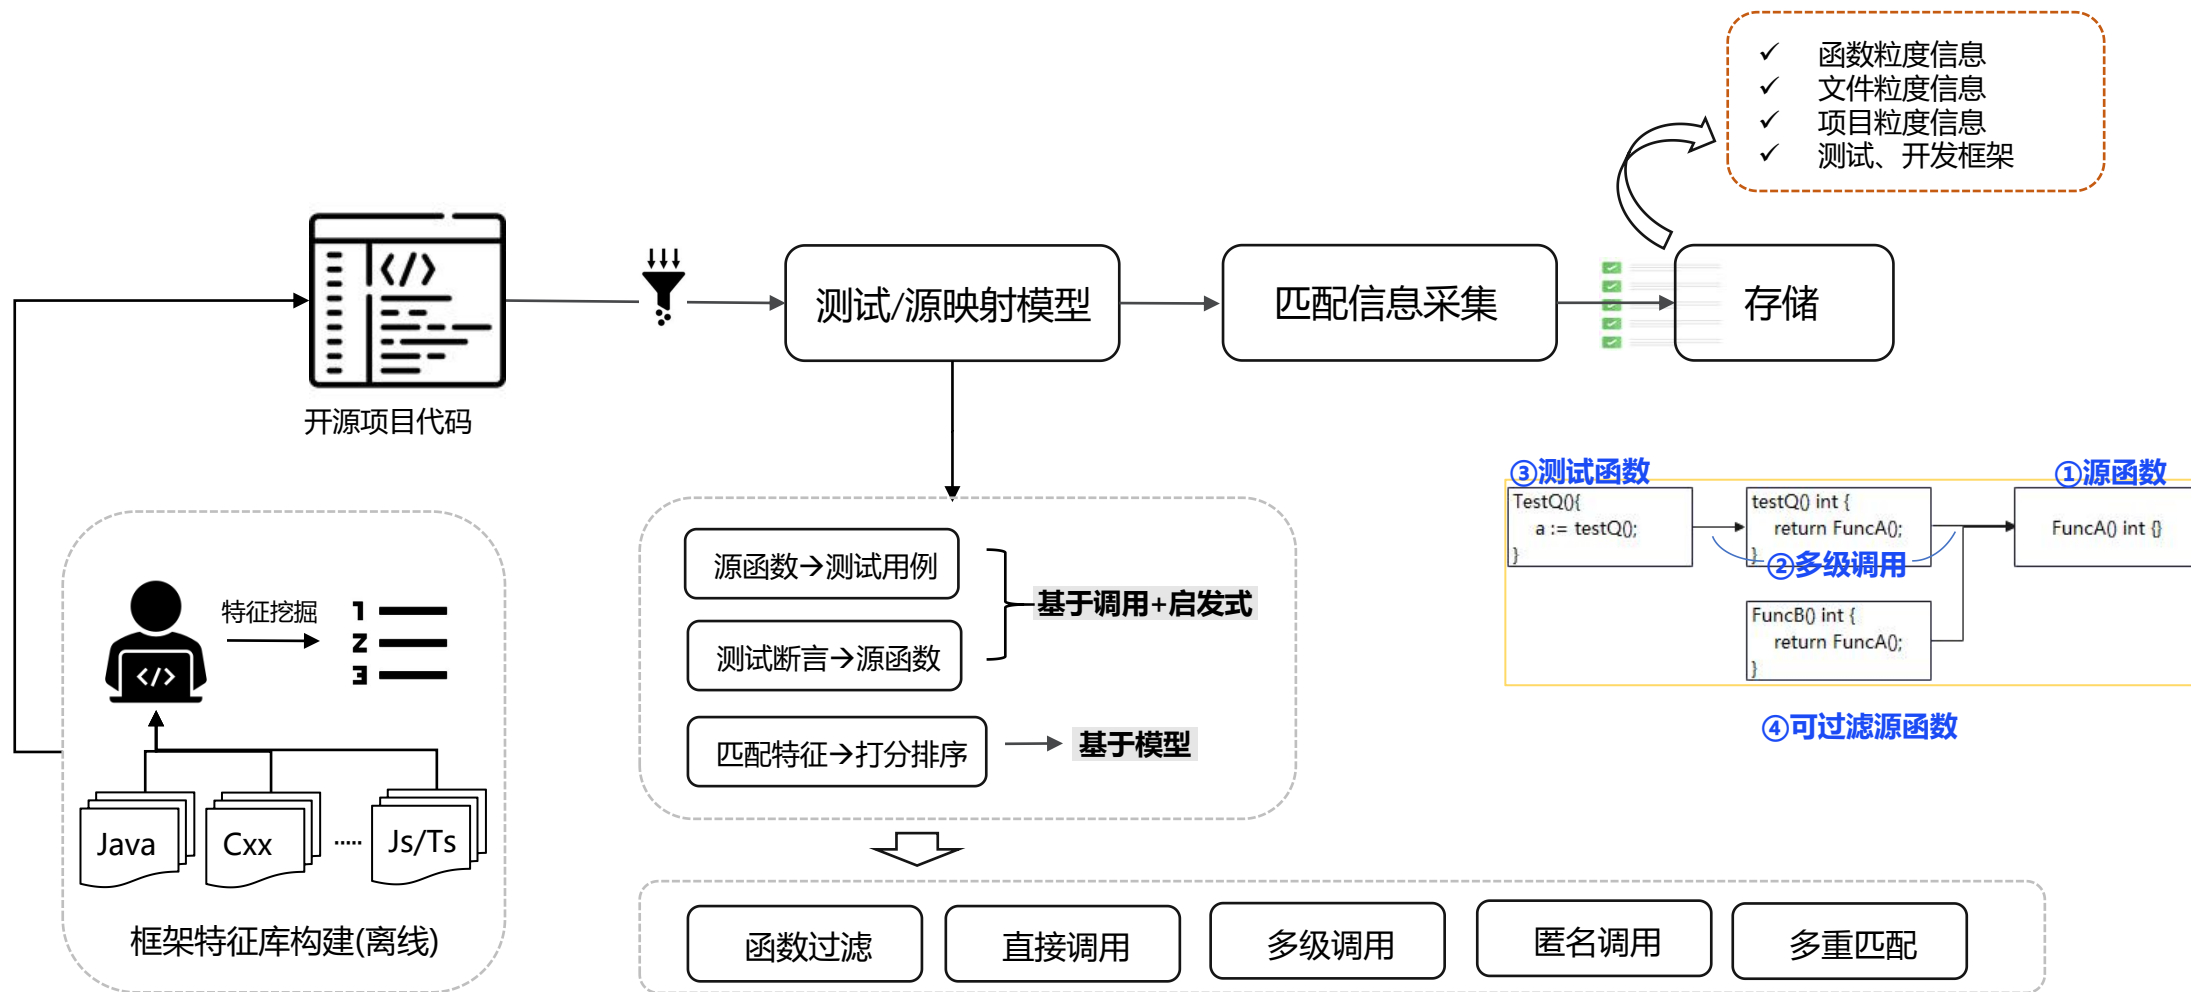 函数粒度信息
文件粒度信息
项目粒度信息
测试、开发框架
</>
开源项目代码
测试/源映射模型
匹配信息采集
存储
③测试函数
①源函数
TestQ(){
a := testQ();
}
testQ() int {
return FuncA();
}
②多级调用
FuncA() int {}
FuncB() int {
return FuncA();
}
④可过滤源函数
源函数→测试用例
测试断言→源函数
基于调用+启发式
匹配特征→打分排序
基于模型
特征挖掘
1
2
3
</>
Java
Cxx
.....
Js/Ts
框架特征库构建(离线)
函数过滤
直接调用
多级调用
匿名调用
多重匹配